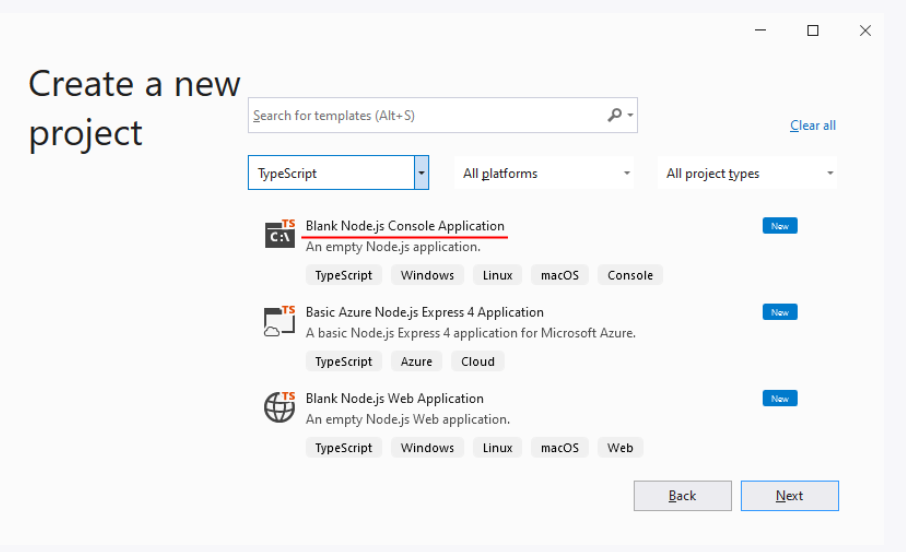 Create a new
project
Search for templates (Alt+S)
Clear all
TypeScript
All platforms
All project types
TS
C:\
Blank Node.js Console Application
New
An empty Node.js application.
TypeScript Windows Linux macOS Console
TS
Basic Azure Node.js Express 4 Application
New
A basic Node.js Express 4 application for Microsoft Azure.
TypeScript Azure Cloud
TS
Blank Node.js Web Application
New
An empty Node.js Web application.
TypeScript Windows Linux macOS Web
Back
Next